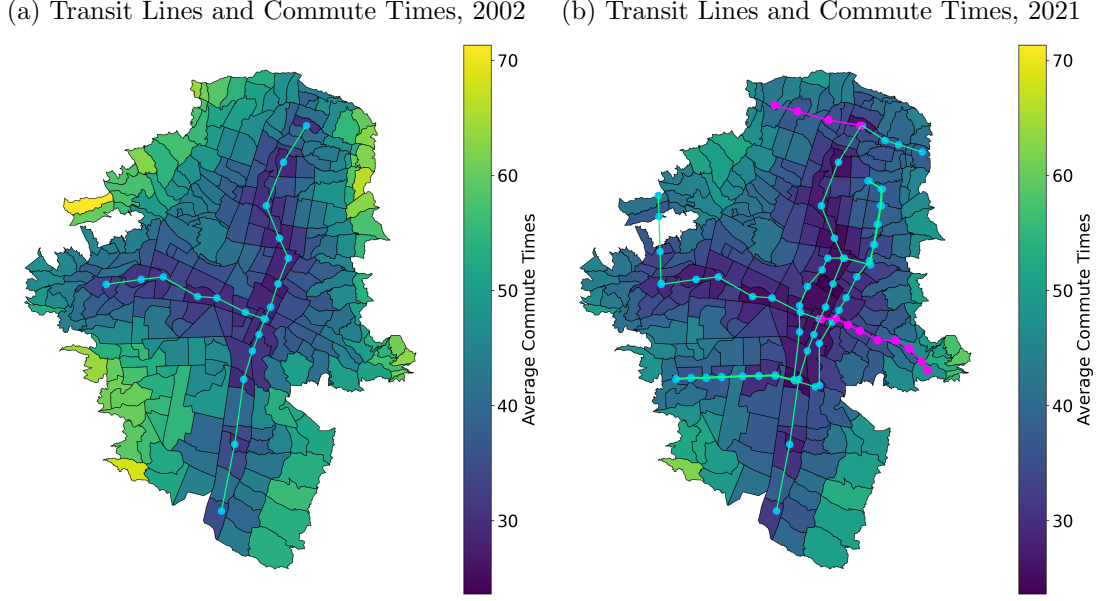 (a) Transit Lines and Commute Times, 2002
70
60
50
40
30
Average Commute Times
(b) Transit Lines and Commute Times, 2021
70
60
50
40
30
Average Commute Times